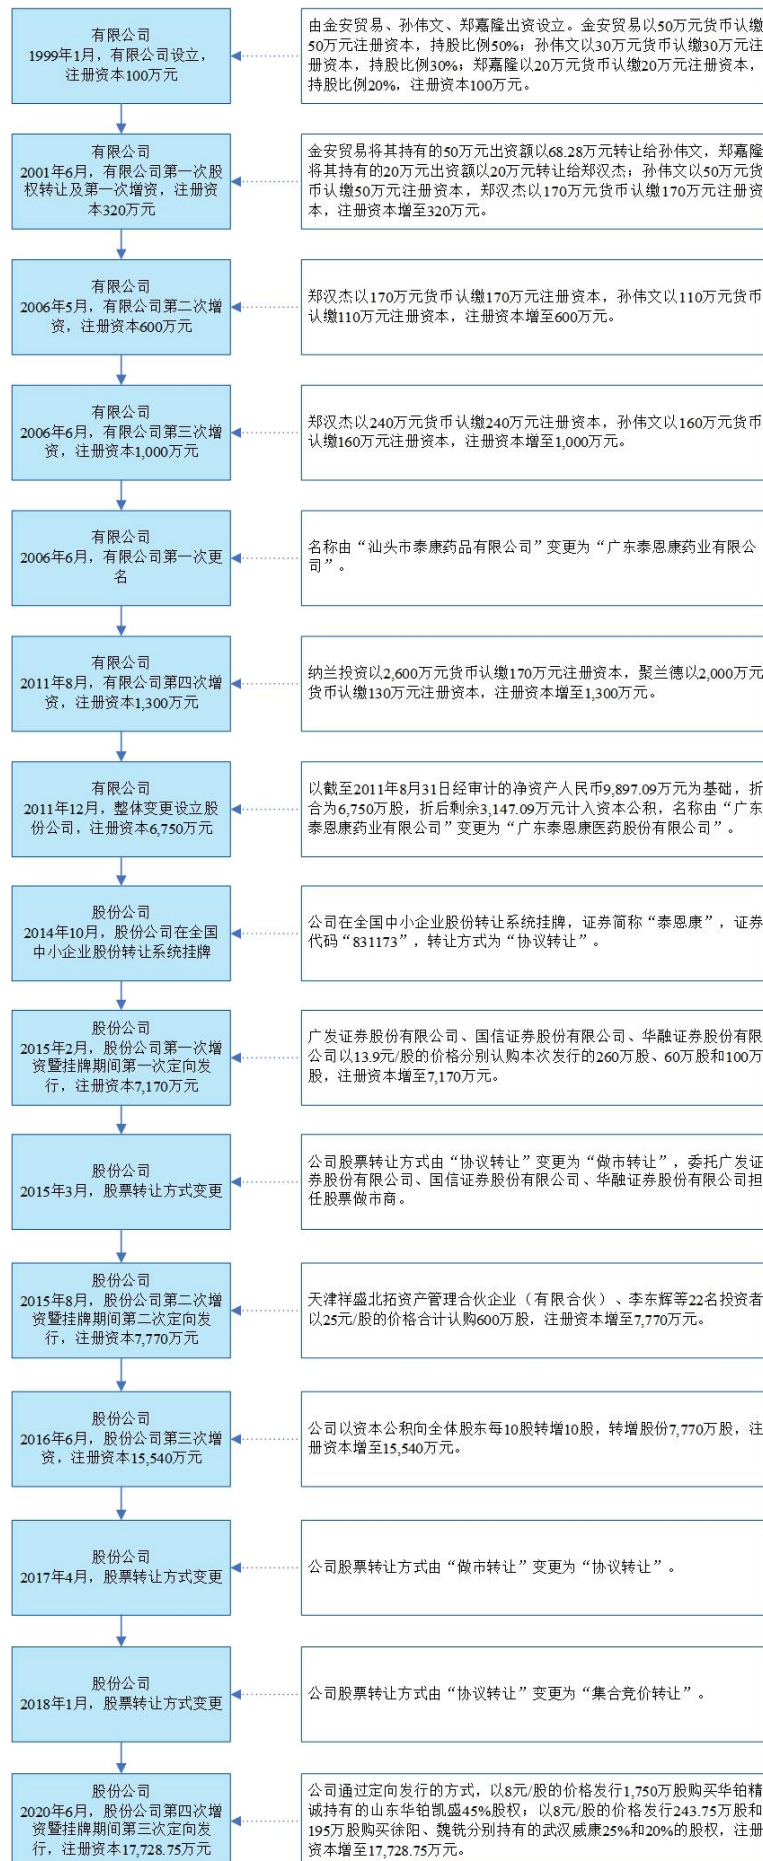 有限公司
1999年1月，有限公司设立，
注册资本100万元
由金安贸易、孙伟文、郑嘉隆出资设立。金安贸易以50万元货币认缴
50万元注册资本，持股比例50%；孙伟文以30万元货币认缴30万元注
册资本，持股比例30%；郑嘉隆以20万元货币认缴20万元注册资本，
持股比例20%，注册资本100万元。
有限公司
2001年6月，有限公司第一次股
权转让及第一次增资，注册资
本320万元
金安贸易将其持有的50万元出资额以68.28万元转让给孙伟文，郑嘉隆
将其持有的20万元出资额以20万元转让给郑汉杰；孙伟文以50万元货
币认缴50万元注册资本，郑汉杰以170万元货币认缴170万元注册资
本，注册资本增至320万元。
有限公司
2006年5月，有限公司第二次增
资，注册资本600万元
郑汉杰以170万元货币认缴170万元注册资本，孙伟文以110万元货币
认缴110万元注册资本，注册资本增至600万元。
有限公司
2006年6月，有限公司第三次增
资，注册资本1,000万元
郑汉杰以240万元货币认缴240万元注册资本，孙伟文以160万元货币
认缴160万元注册资本，注册资本增至1,000万元。
有限公司
2006年6月，有限公司第一次更
名
名称由“汕头市泰康药品有限公司”变更为“广东泰恩康药业有限公
司”。
有限公司
2011年8月，有限公司第四次增
资，注册资本1,300万元
纳兰投资以2,600万元货币认缴170万元注册资本，聚兰德以2,000万元
货币认缴130万元注册资本，注册资本增至1,300万元。
有限公司
2011年12月，整体变更设立股
份公司，注册资本6,750万元
以截至2011年8月31日经审计的净资产人民币9,897.09万元为基础，折
合为6,750万股，折后剩余3,147.09万元计入资本公积，名称由“广东
泰恩康药业有限公司”变更为“广东泰恩康医药股份有限公司”。
股份公司
2014年10月，股份公司在全国
中小企业股份转让系统挂牌
公司在全国中小企业股份转让系统挂牌，证券简称“泰恩康”，证券
代码“831173”，转让方式为“协议转让”。
股份公司
2015年2月，股份公司第一次增
资暨挂牌期间第一次定向发
行，注册资本7,170万元
广发证券股份有限公司、国信证券股份有限公司、华融证券股份有限
公司以13.9元/股的价格分别认购本次发行的260万股、60万股和100万
股，注册资本增至7,170万元。
股份公司
2015年3月，股票转让方式变更
公司股票转让方式由“协议转让”变更为“做市转让”，委托广发证
券股份有限公司、国信证券股份有限公司、华融证券股份有限公司担
任股票做市商。
股份公司
2015年8月，股份公司第二次增
资暨挂牌期间第二次定向发
行，注册资本7,770万元
天津祥盛北拓资产管理合伙企业（有限合伙）、李东辉等22名投资者
以25元/股的价格合计认购600万股，注册资本增至7,770万元。
股份公司
2016年6月，股份公司第三次增
资，注册资本15,540万元
公司以资本公积向全体股东每10股转增10股，转增股份7,770万股，注
册资本增至15,540万元。
股份公司
2017年4月，股票转让方式变更
公司股票转让方式由“做市转让”变更为“协议转让”。
股份公司
2018年1月，股票转让方式变更
公司股票转让方式由“协议转让”变更为“集合竞价转让”。
股份公司
2020年6月，股份公司第四次增
资暨挂牌期间第三次定向发
行，注册资本17,728.75万元
公司通过定向发行的方式，以8元/股的价格发行1,750万股购买华铂精
诚持有的山东华铂凯盛45%股权；以8元/股的价格发行243.75万股和
195万股购买徐阳、魏铣分别持有的武汉威康25%和20%的股权，注册
资本增至17,728.75万元。